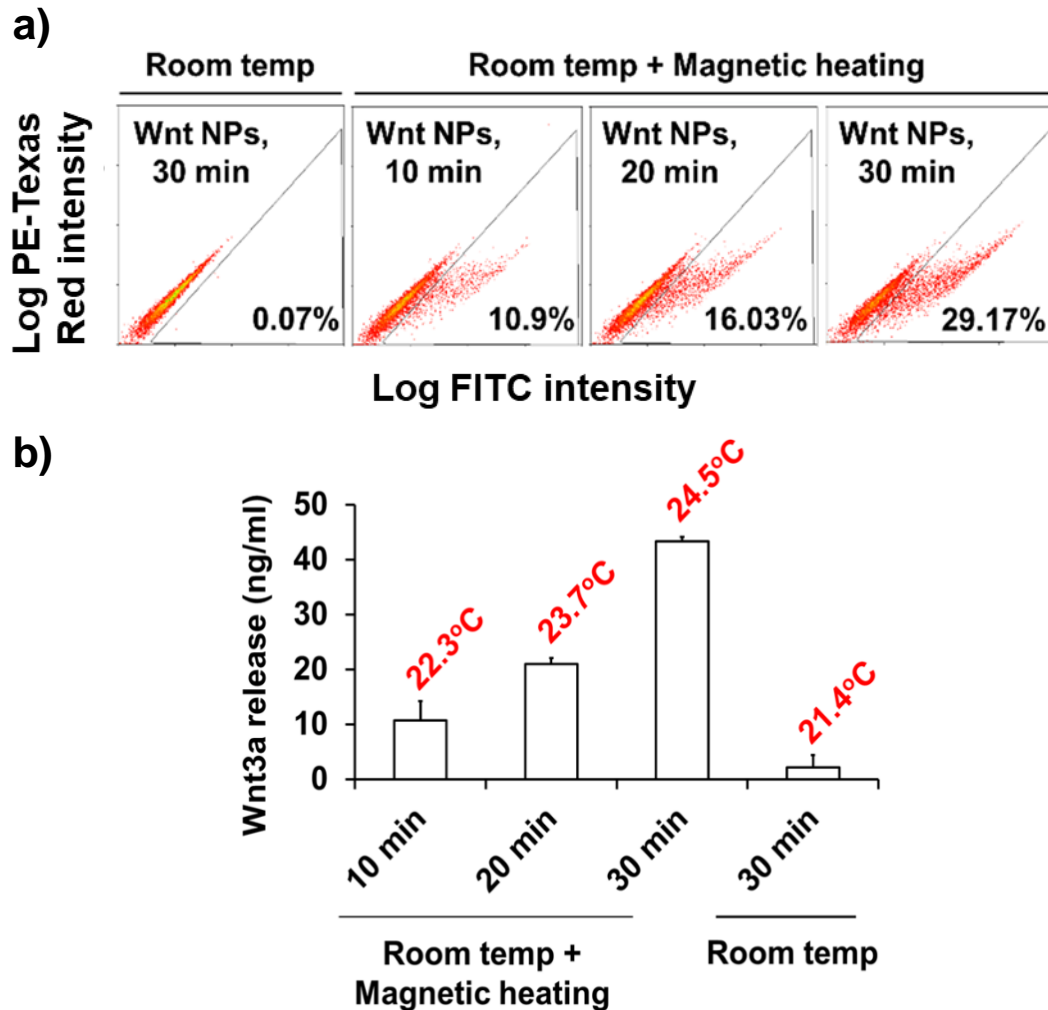 a)
Room temp
Room temp + Magnetic heating
Log PE-Texas
Red intensity
Wnt NPs,
30 min
0.07%
Wnt NPs,
10 min
10.9%
Wnt NPs,
20 min
16.03%
Wnt NPs,
30 min
29.17%
Log FITC intensity
b)
Wnt3a release (ng/ml)
50
40
30
20
10
0
22.3°C
23.7°C
24.5°C
21.4°C
10 min
20 min
30 min
30 min
Room temp +
Magnetic heating
Room temp